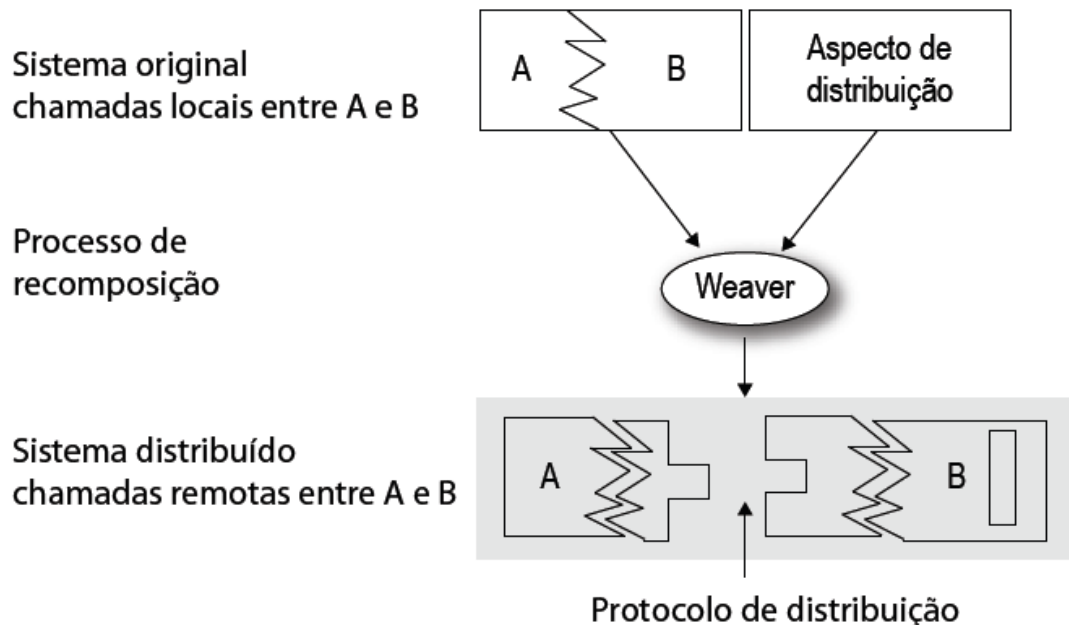 Sistema original
chamadas locais entre A e B
A
B
Aspecto de
distribuição
Processo de
recomposição
Weaver
Sistema distribuído
chamadas remotas entre A e B
A
B
Protocolo de distribuição